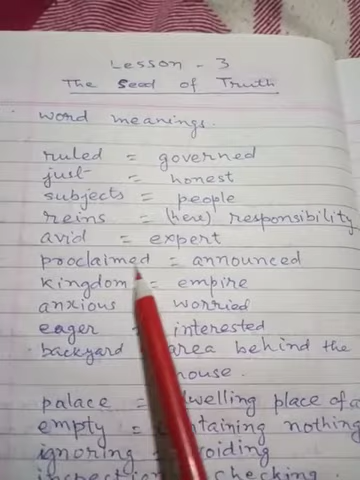 Lesson - 3
The Seed of Truth
word meanings.
ruled = governed
just = honest
subjects = people
reins = (here) responsibility
avid = expert
proclaimed = announced
kingdom = empire
anxious worried
eager = interested
backyard = area behind the
house.
palace = dwelling place of a
empty = containing nothing
ignoring = avoiding
inspection checking.